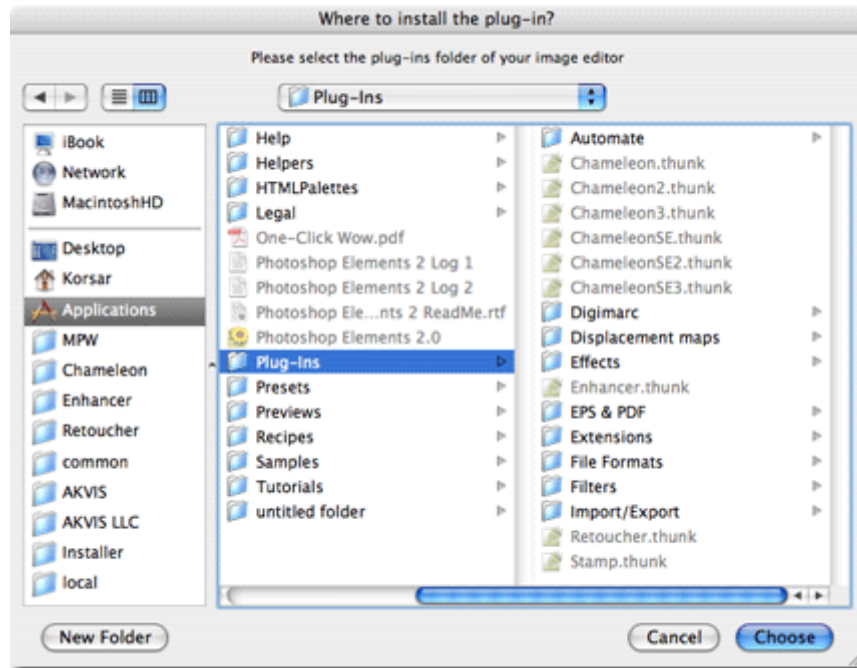 Where to install the plug-in?
Please select the plug-ins folder of your image editor
Plug-Ins
iBook
Network
MacintoshHD
Desktop
Korsar
Applications
MPW
Chameleon
Enhancer
Retoucher
common
AKVIS
AKVIS LLC
Installer
local
Help
Helpers
HTMLPalettes
Legal
One-Click Wow.pdf
Photoshop Elements 2 Log 1
Photoshop Elements 2 Log 2
Photoshop Ele...nts 2 ReadMe.rtf
Photoshop Elements 2.0
Plug-Ins
Presets
Previews
Recipes
Samples
Tutorials
untitled folder
Automate
Chameleon.thunk
Chameleon2.thunk
Chameleon3.thunk
ChameleonSE.thunk
ChameleonSE2.thunk
ChameleonSE3.thunk
Digimarc
Displacement maps
Effects
Enhancer.thunk
EPS & PDF
Extensions
File Formats
Filters
Import/Export
Retoucher.thunk
Stamp.thunk
New Folder
Cancel
Choose